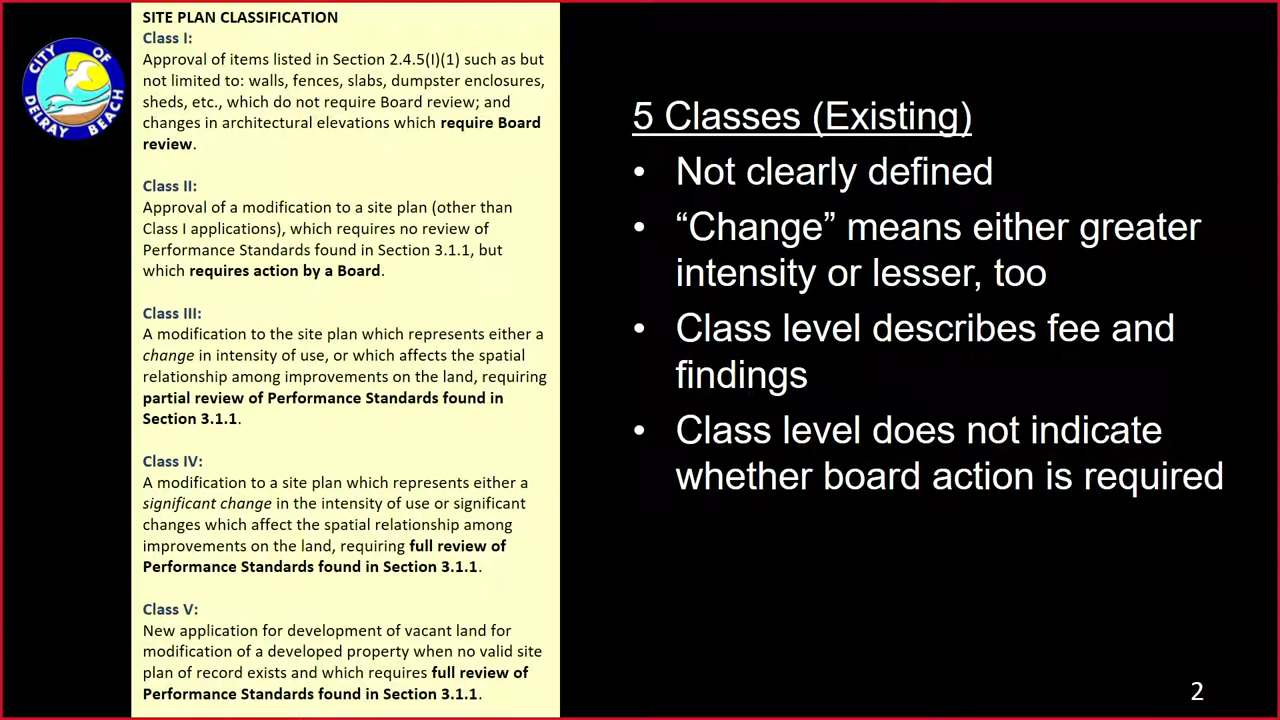 CITY OF
DELRAY BEACH
SITE PLAN CLASSIFICATION
Class I:
Approval of items listed in Section 2.4.5(I)(1) such as but
not limited to: walls, fences, slabs, dumpster enclosures,
sheds, etc., which do not require Board review; and
changes in architectural elevations which require Board
review.
Class II:
Approval of a modification to a site plan (other than
Class I applications), which requires no review of
Performance Standards found in Section 3.1.1, but
which requires action by a Board.
Class III:
A modification to the site plan which represents either a
change in intensity of use, or which affects the spatial
relationship among improvements on the land, requiring
partial review of Performance Standards found in
Section 3.1.1.
Class IV:
A modification to a site plan which represents either a
significant change in the intensity of use or significant
changes which affect the spatial relationship among
improvements on the land, requiring full review of
Performance Standards found in Section 3.1.1.
Class V:
New application for development of vacant land for
modification of a developed property when no valid site
plan of record exists and which requires full review of
Performance Standards found in Section 3.1.1.
5 Classes (Existing)
• Not clearly defined
• “Change” means either greater
intensity or lesser, too
• Class level describes fee and
findings
• Class level does not indicate
whether board action is required
2